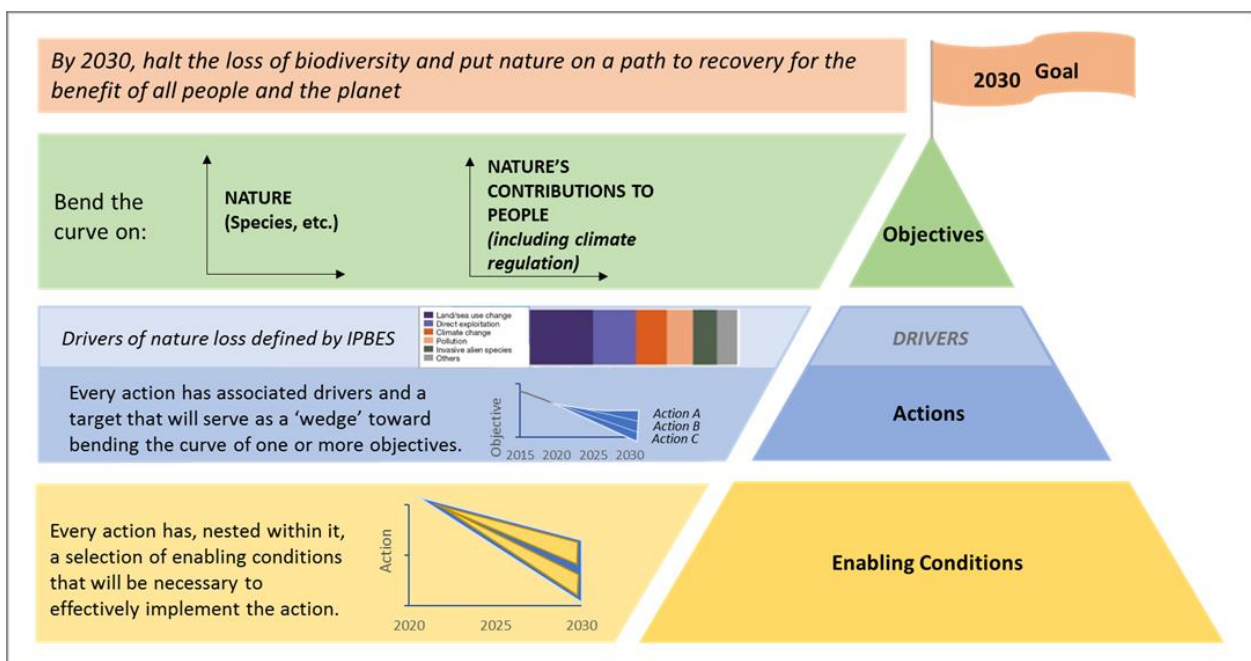 By 2030, halt the loss of biodiversity and put nature on a path to recovery for the
benefit of all people and the planet
2030 Goal
Bend the
curve on:
NATURE
(Species, etc.)
NATURE’S
CONTRIBUTIONS TO
PEOPLE
(including climate
regulation)
Objectives
Drivers of nature loss defined by IPBES
Land/sea use change
Direct exploitation
Climate change
Pollution
Invasive alien species
Others
DRIVERS
Every action has associated drivers and a
target that will serve as a ‘wedge’ toward
bending the curve of one or more objectives.
Objective
2015 2020 2025 2030
Action A
Action B
Action C
Actions
Every action has, nested within it,
a selection of enabling conditions
that will be necessary to
effectively implement the action.
Action
2020 2025 2030
Enabling Conditions